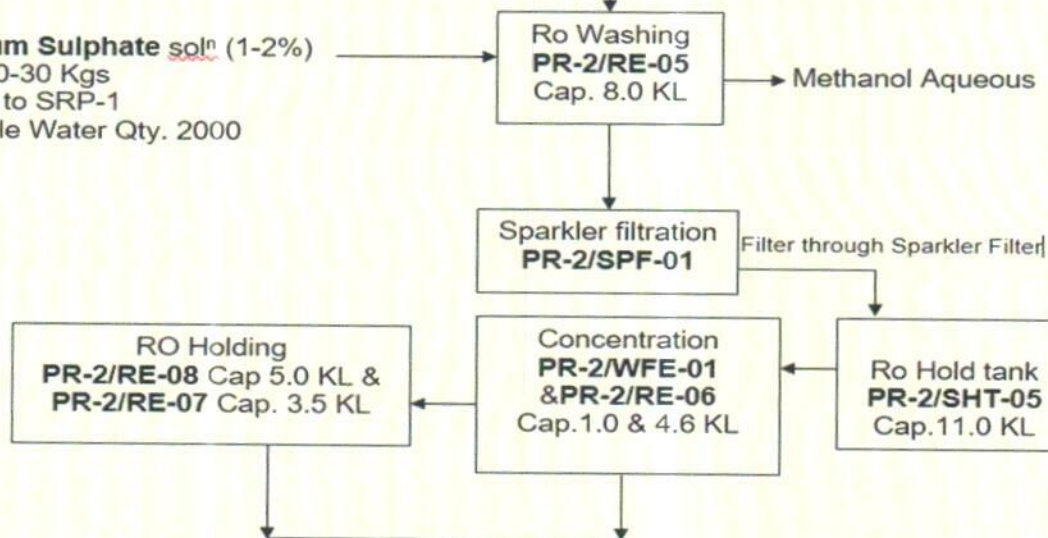 um Sulphate solⁿ (1-2%)
0-30 Kgs
to SRP-1
le Water Qty. 2000
Ro Washing
PR-2/RE-05
Cap. 8.0 KL
Methanol Aqueous
Sparkler filtration
PR-2/SPF-01
Filter through Sparkler Filter
RO Holding
PR-2/RE-08 Cap 5.0 KL &
PR-2/RE-07 Cap. 3.5 KL
Concentration
PR-2/WFE-01
&PR-2/RE-06
Cap.1.0 & 4.6 KL
Ro Hold tank
PR-2/SHT-05
Cap.11.0 KL